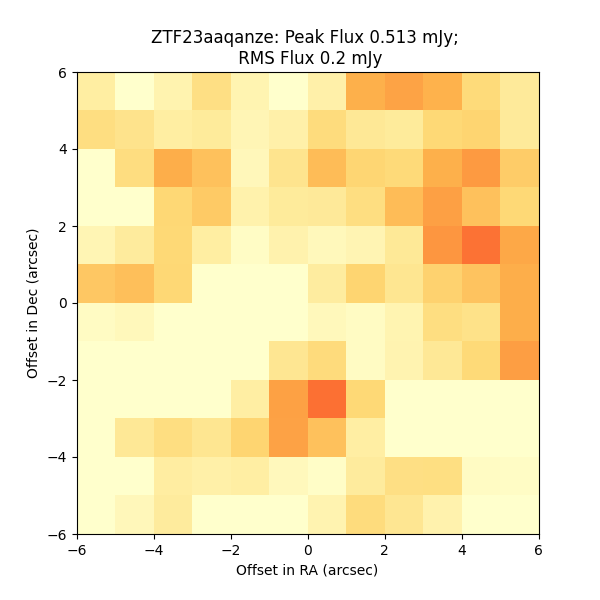 ZTF23aaqanze: Peak Flux 0.513 mJy;
RMS Flux 0.2 mJy
6
4
2
0
−2
−4
−6
Offset in Dec (arcsec)
−6 −4 −2 0 2 4 6
Offset in RA (arcsec)